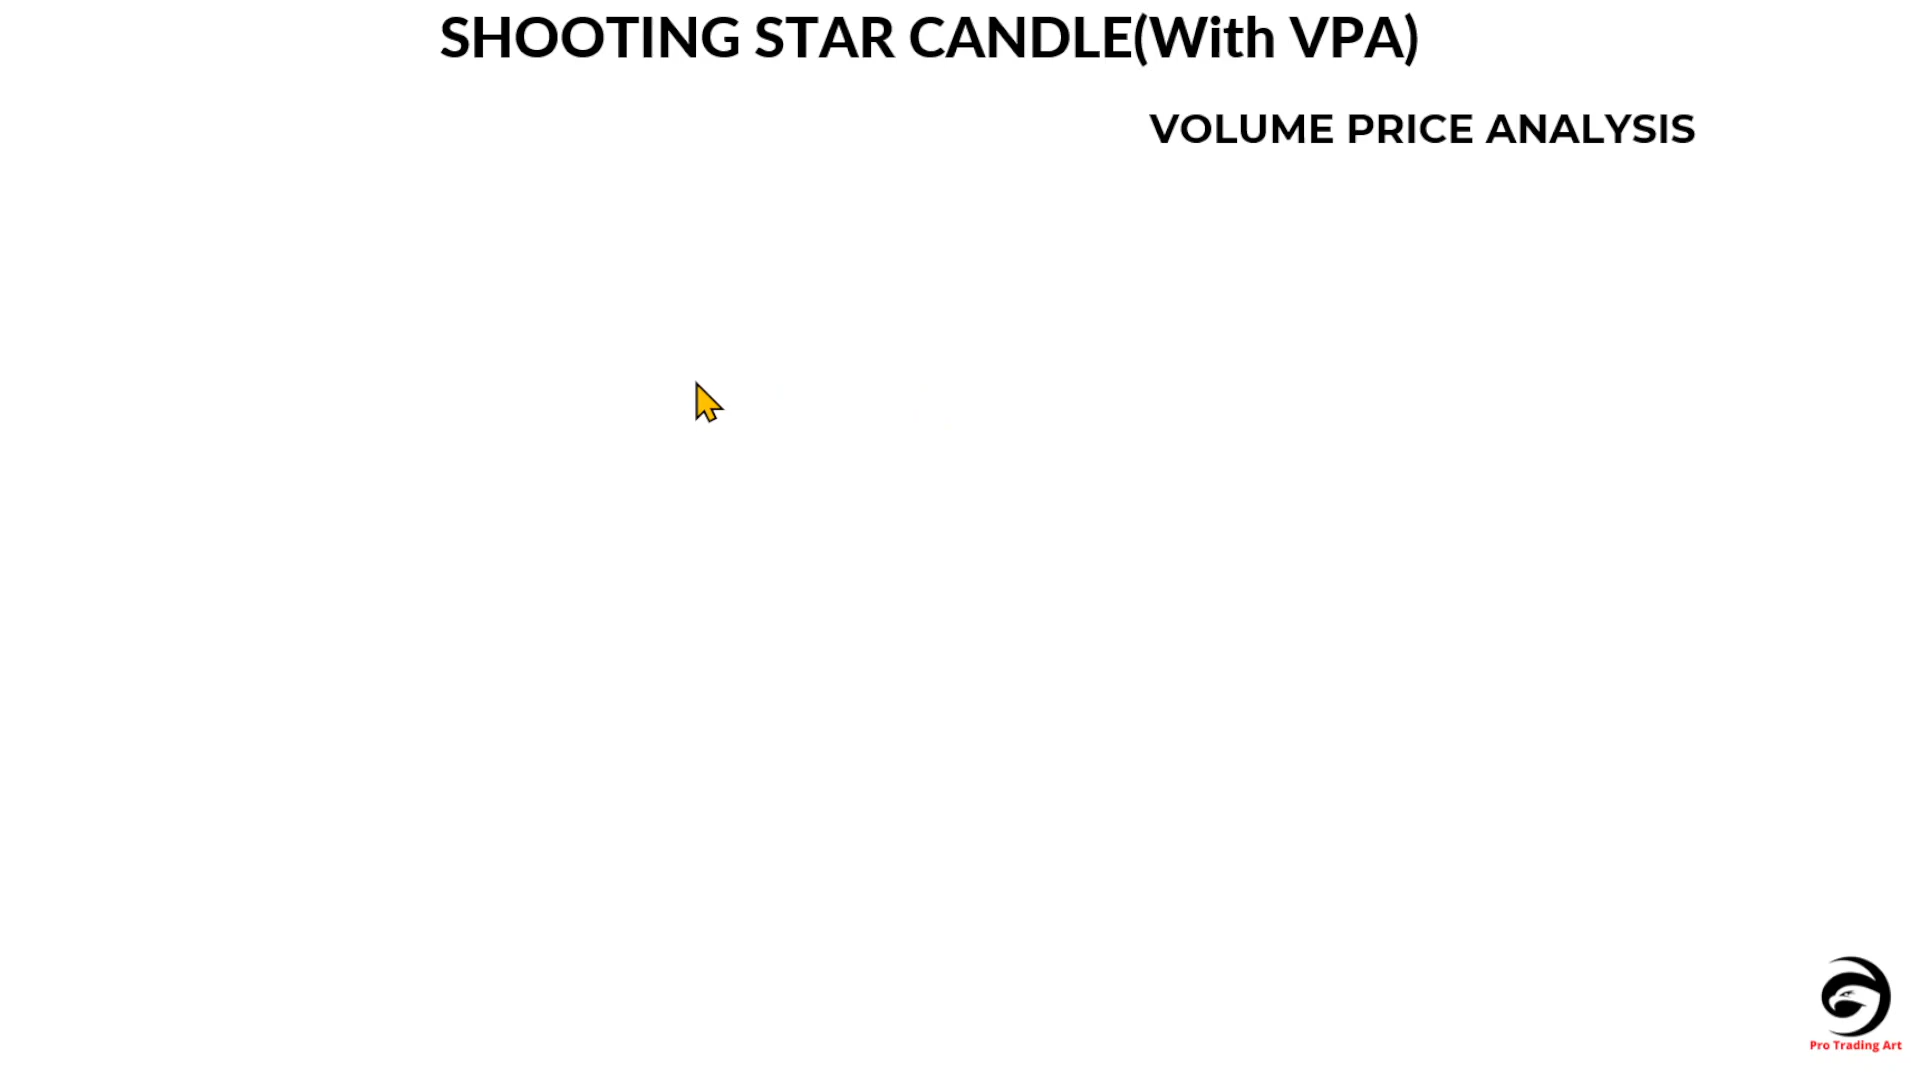 SHOOTING STAR CANDLE(With VPA)
VOLUME PRICE ANALYSIS
Pro Trading Art